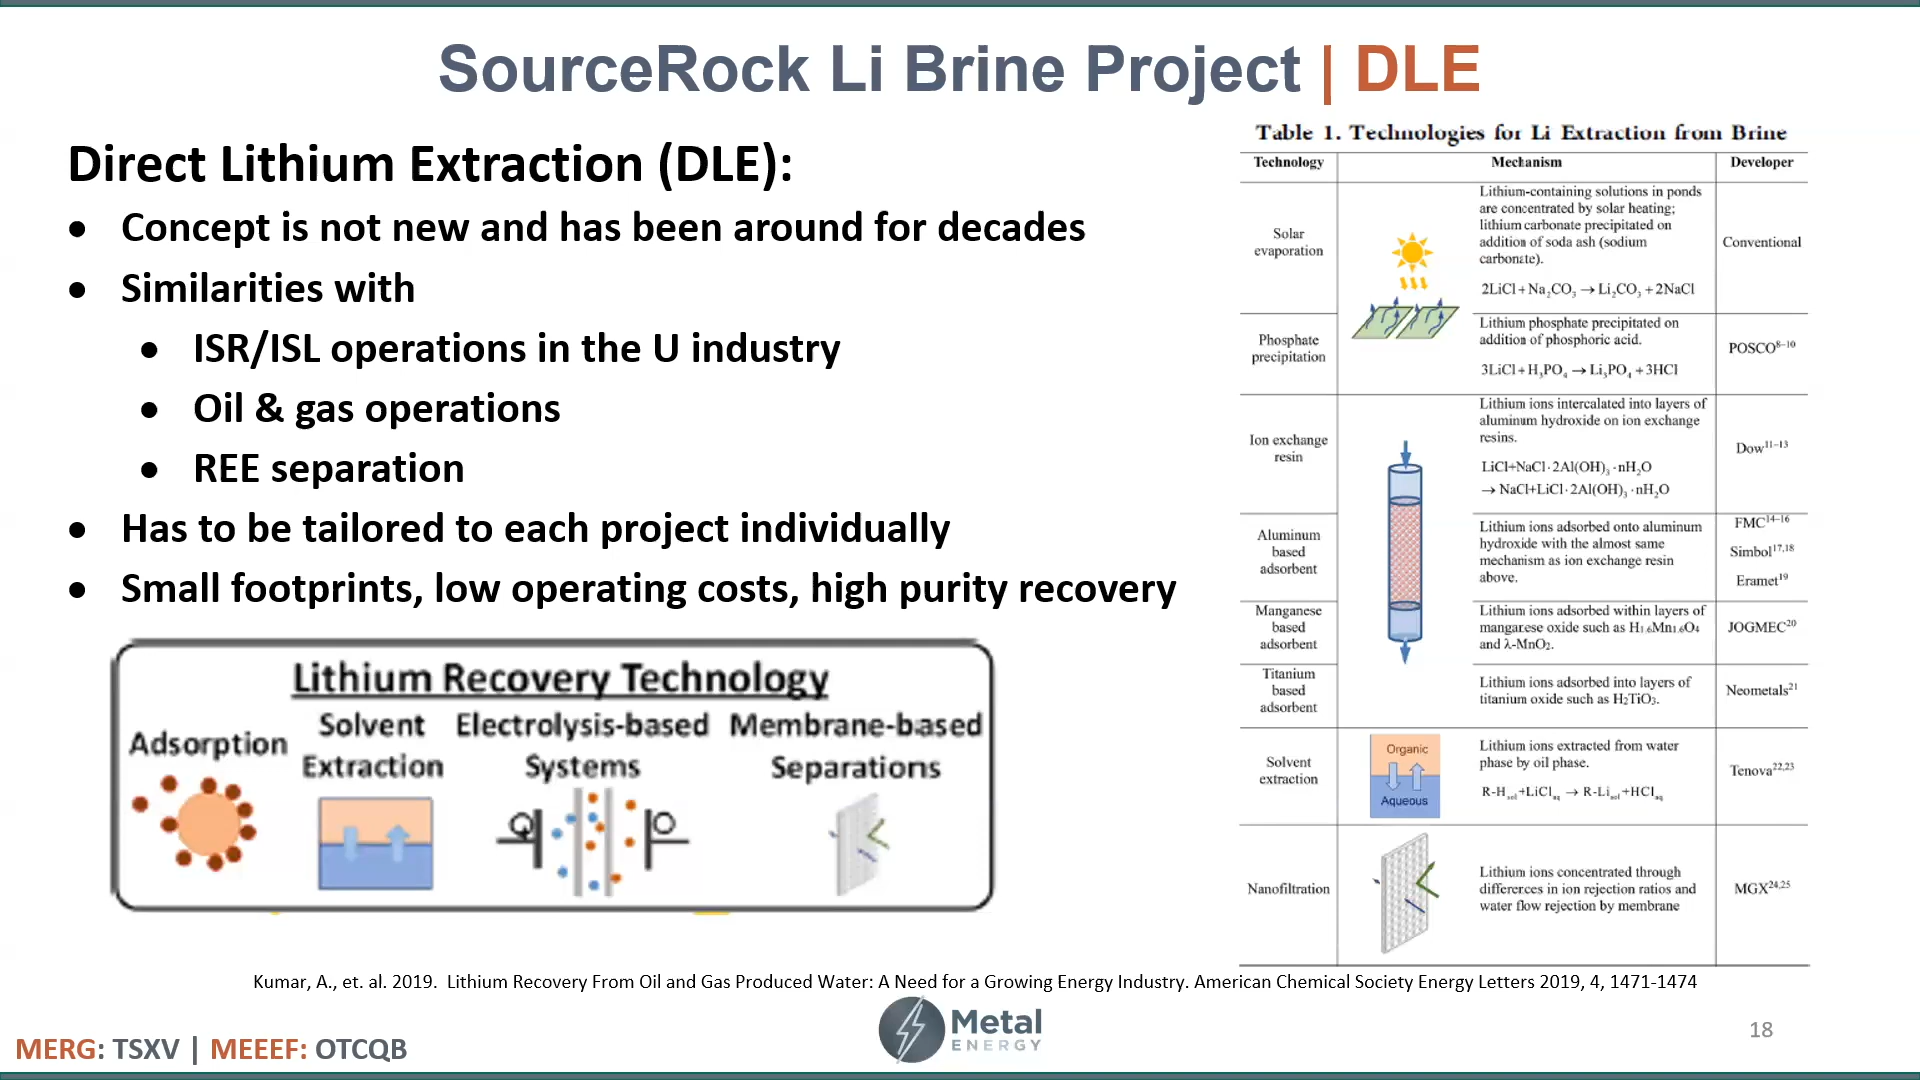 SourceRock Li Brine Project | DLE
Direct Lithium Extraction (DLE):
• Concept is not new and has been around for decades
• Similarities with
• ISR/ISL operations in the U industry
• Oil & gas operations
• REE separation
• Has to be tailored to each project individually
• Small footprints, low operating costs, high purity recovery
Lithium Recovery Technology
Adsorption
Solvent
Extraction
Electrolysis-based
Systems
Membrane-based
Separations
Table 1. Technologies for Li Extraction from Brine
Technology Mechanism Developer
Solar
evaporation
Lithium-containing solutions in ponds
are concentrated by solar heating;
lithium carbonate precipitated on
addition of soda ash (sodium
carbonate).
2LiCl + Na₂CO₃ → Li₂CO₃ + 2NaCl
Conventional
Phosphate
precipitation
Lithium phosphate precipitated on
addition of phosphoric acid.
3LiCl + H₃PO₄ → Li₃PO₄ + 3HCl
POSCO⁸⁻¹⁰
Ion exchange
resin
Lithium ions intercalated into layers of
aluminum hydroxide on ion exchange
resins.
LiCl+NaCl·2Al(OH)₃·nH₂O
→ NaCl+LiCl·2Al(OH)₃·nH₂O
Dow¹¹⁻¹³
Aluminum
based
adsorbent
Lithium ions adsorbed onto aluminum
hydroxide with the almost same
mechanism as ion exchange resin
above.
FMC¹⁴⁻¹⁶
Simbol¹⁷,¹⁸
Eramet¹⁹
Manganese
based
adsorbent
Lithium ions adsorbed within layers of
manganese oxide such as H₁.₆Mn₁.₆O₄
and λ-MnO₂.
JOGMEC²⁰
Titanium
based
adsorbent
Lithium ions adsorbed into layers of
titanium oxide such as H₂TiO₃.
Neometals²¹
Solvent
extraction
Organic
Aqueous
Lithium ions extracted from water
phase by oil phase.
R-Hsol+LiClaq → R-Lisol+HClaq
Tenova²²,²³
Nanofiltration
Lithium ions concentrated through
differences in ion rejection ratios and
water flow rejection by membrane
MGX²⁴,²⁵
Kumar, A., et. al. 2019. Lithium Recovery From Oil and Gas Produced Water: A Need for a Growing Energy Industry. American Chemical Society Energy Letters 2019, 4, 1471-1474
MERG: TSXV | MEEEF: OTCQB
Metal
ENERGY
18